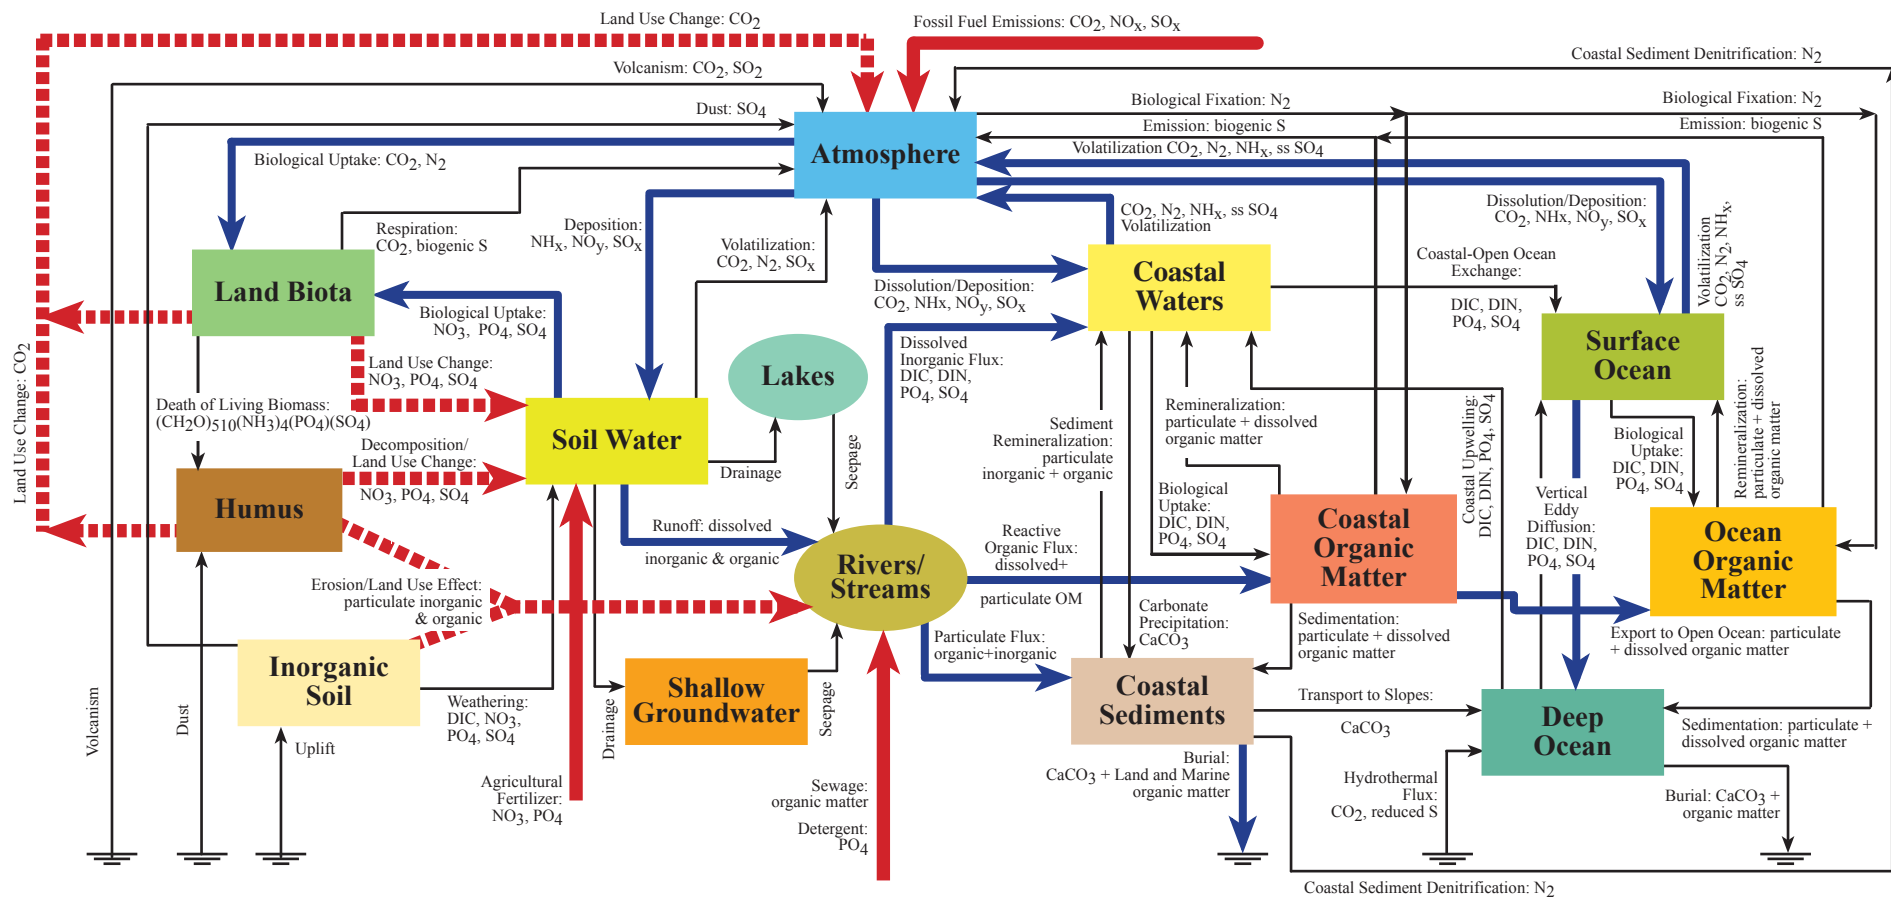 Land Use Change: CO2
Fossil Fuel Emissions: CO2, NOx, SOx
Coastal Sediment Denitrification: N2
Volcanism: CO2, SO2
Dust: SO4
Biological Fixation: N2
Biological Fixation: N2
Emission: biogenic S
Emission: biogenic S
Atmosphere
Volatilization CO2, N2, NHx, ss SO4
Biological Uptake: CO2, N2
Respiration:
CO2, biogenic S
Deposition:
NHx, NOy, SOx
Volatilization:
CO2, N2, SOx
CO2, N2, NHx, ss SO4
Volatilization
Dissolution/Deposition:
CO2, NHx, NOy, SOx
Volatilization
CO2, N2, NHx,
ss SO4
Land Biota
Dissolution/Deposition:
CO2, NHx, NOy, SOx
Coastal
Waters
Coastal-Open Ocean
Exchange:
DIC, DIN,
PO4, SO4
Biological Uptake:
NO3, PO4, SO4
Surface
Ocean
Land Use Change: CO2
Land Use Change:
NO3, PO4, SO4
Lakes
Dissolved
Inorganic Flux:
DIC, DIN,
PO4, SO4
Death of Living Biomass:
(CH2O)510(NH3)4(PO4)(SO4)
Soil Water
Decomposition/
Land Use Change:
NO3, PO4, SO4
Drainage
Seepage
Sediment
Remineralization:
particulate
inorganic + organic
Remineralization:
particulate + dissolved
organic matter
Coastal Upwelling:
DIC, DIN, PO4, SO4
Biological
Uptake:
DIC, DIN,
PO4, SO4
Remineralization:
particulate + dissolved
organic matter
Humus
Runoff: dissolved
inorganic & organic
Biological
Uptake:
DIC, DIN,
PO4, SO4
Vertical
Eddy
Diffusion:
DIC, DIN,
PO4, SO4
Coastal
Organic
Matter
Ocean
Organic
Matter
Rivers/
Streams
Reactive
Organic Flux:
dissolved+
particulate OM
Erosion/Land Use Effect:
particulate inorganic
& organic
Carbonate
Precipitation:
CaCO3
Sedimentation:
particulate + dissolved
organic matter
Export to Open Ocean: particulate
+ dissolved organic matter
Particulate Flux:
organic+inorganic
Inorganic
Soil
Shallow
Groundwater
Coastal
Sediments
Deep
Ocean
Weathering:
DIC, NO3,
PO4, SO4
Transport to Slopes:
CaCO3
Sedimentation: particulate +
dissolved organic matter
Volcanism
Dust
Uplift
Drainage
Seepage
Agricultural
Fertilizer:
NO3, PO4
Sewage:
organic matter
Detergent:
PO4
Burial:
CaCO3 + Land and Marine
organic matter
Hydrothermal
Flux:
CO2, reduced S
Burial: CaCO3 +
organic matter
Coastal Sediment Denitrification: N2